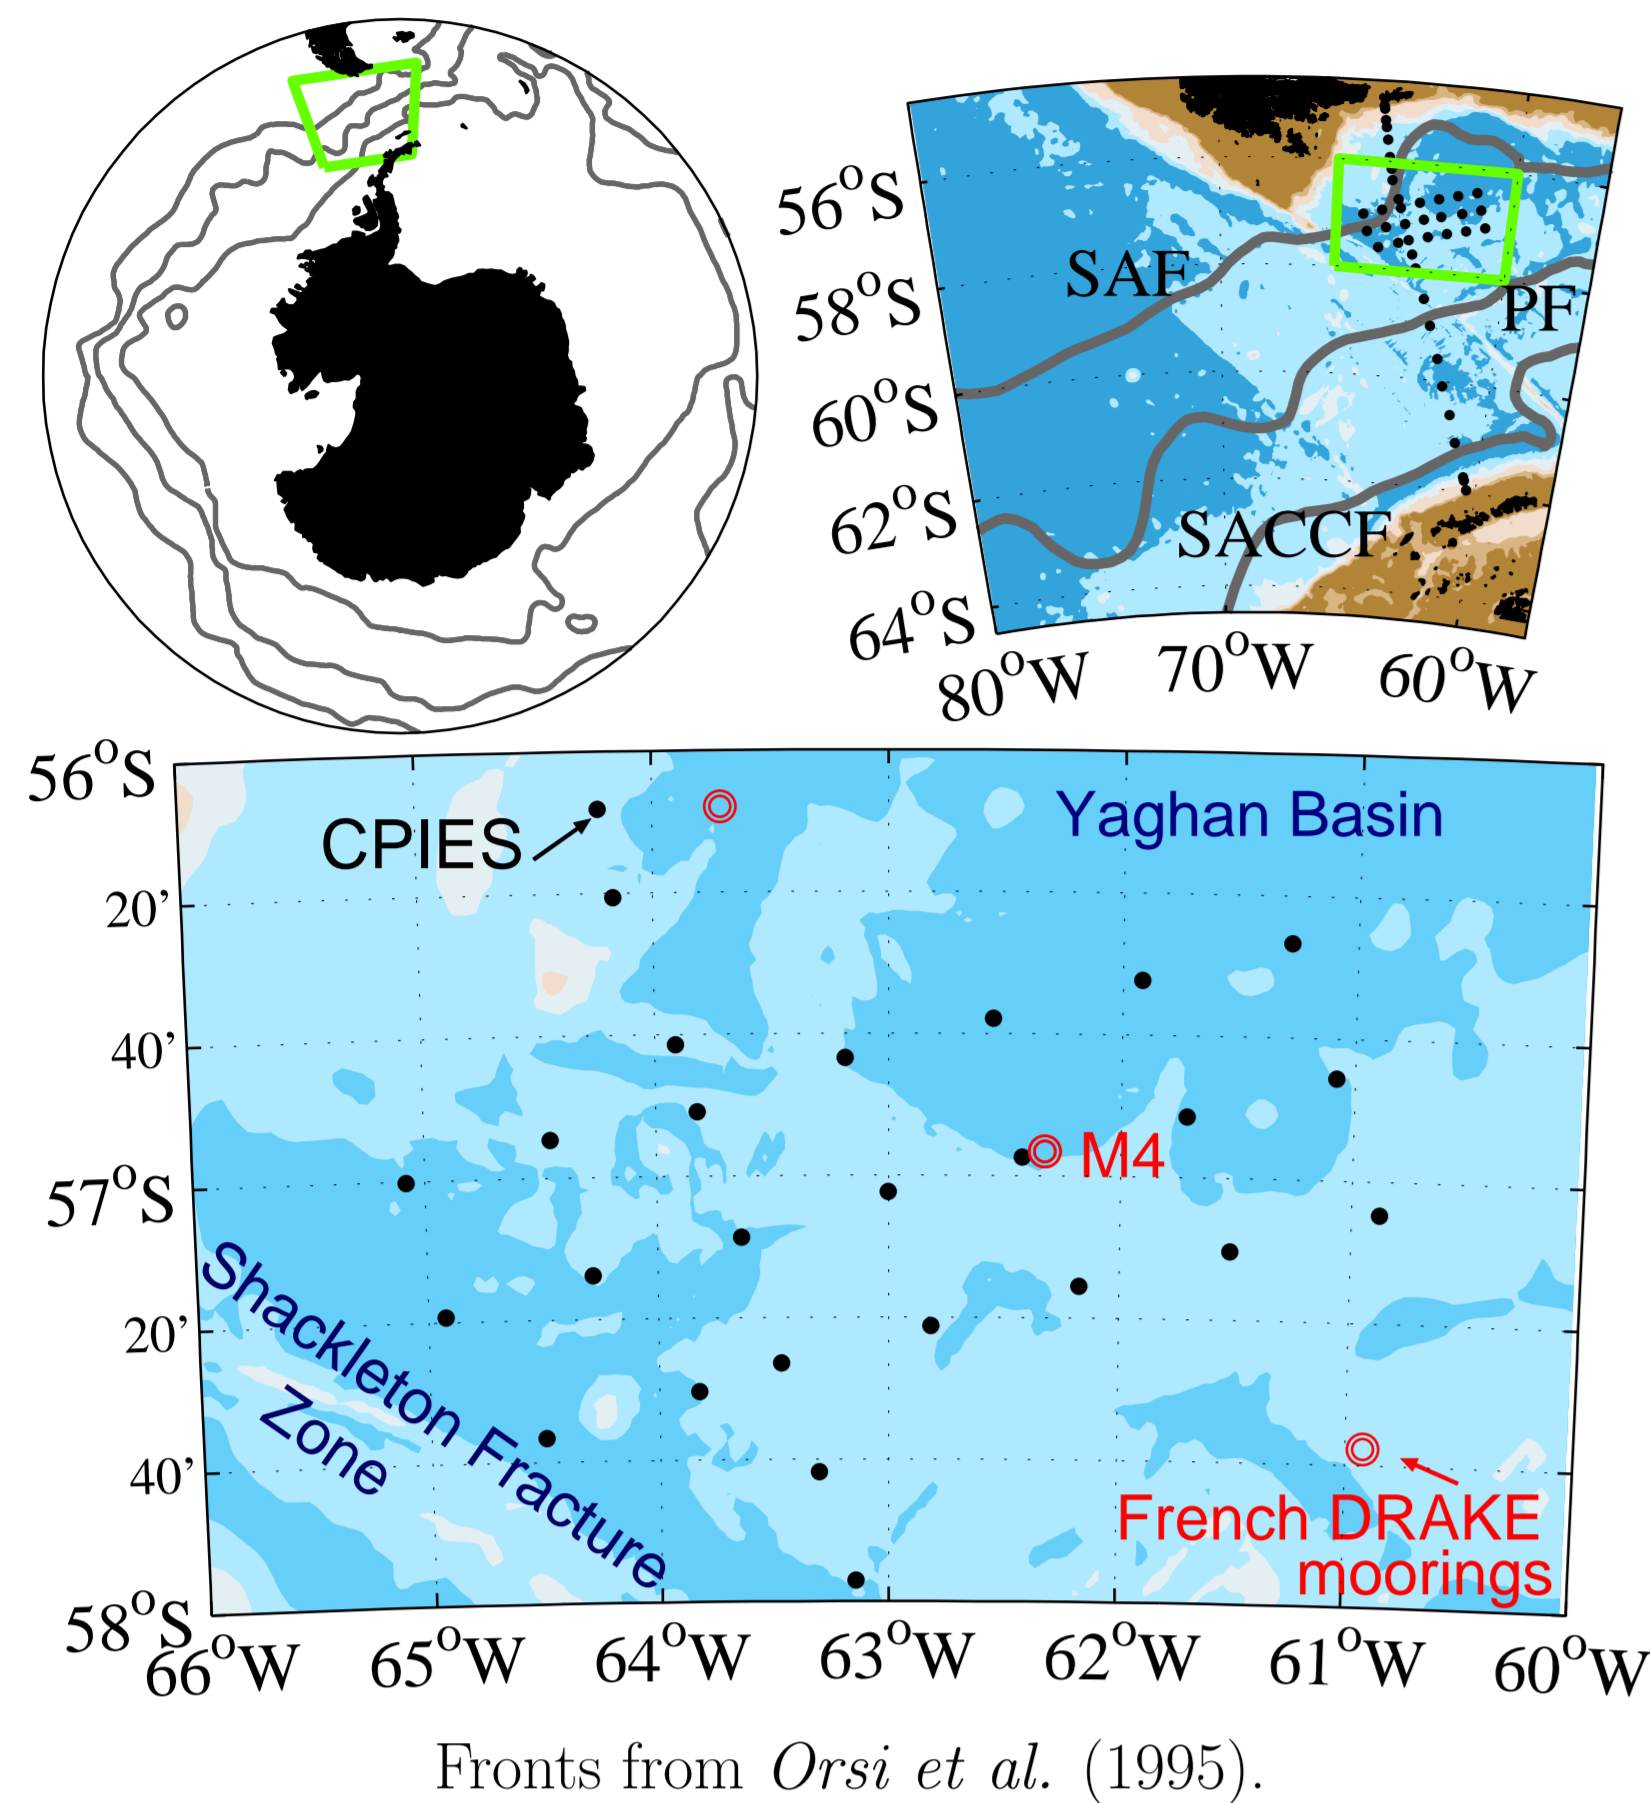 56°S
58°S
60°S
62°S
64°S
80°W
70°W
60°W
SAF
PF
SACCF
56°S
20'
40'
57°S
20'
40'
58°S
66°W
65°W
64°W
63°W
62°W
61°W
60°W
CPIES
Yaghan Basin
M4
Shackleton Fracture
Zone
French DRAKE
moorings
Fronts from Orsi et al. (1995).